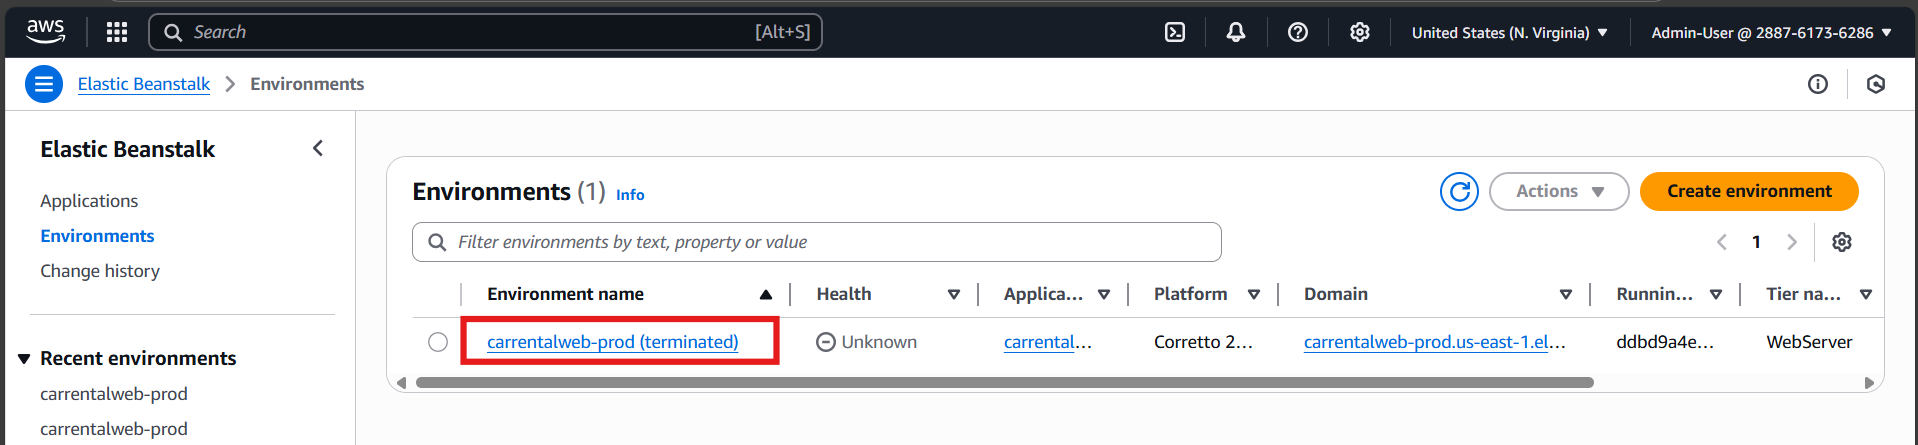 aws Search [Alt+S] United States (N. Virginia) Admin-User @ 2887-6173-6286
Elastic Beanstalk Environments
Elastic Beanstalk
Applications
Environments
Change history
Recent environments
carrentalweb-prod
carrentalweb-prod
Environments (1) Info Actions Create environment
Filter environments by text, property or value 1
Environment name Health Applica... Platform Domain Runnin... Tier na...
carrentalweb-prod (terminated) Unknown carrental... Corretto 2... carrentalweb-prod.us-east-1.el... ddbd9a4e... WebServer